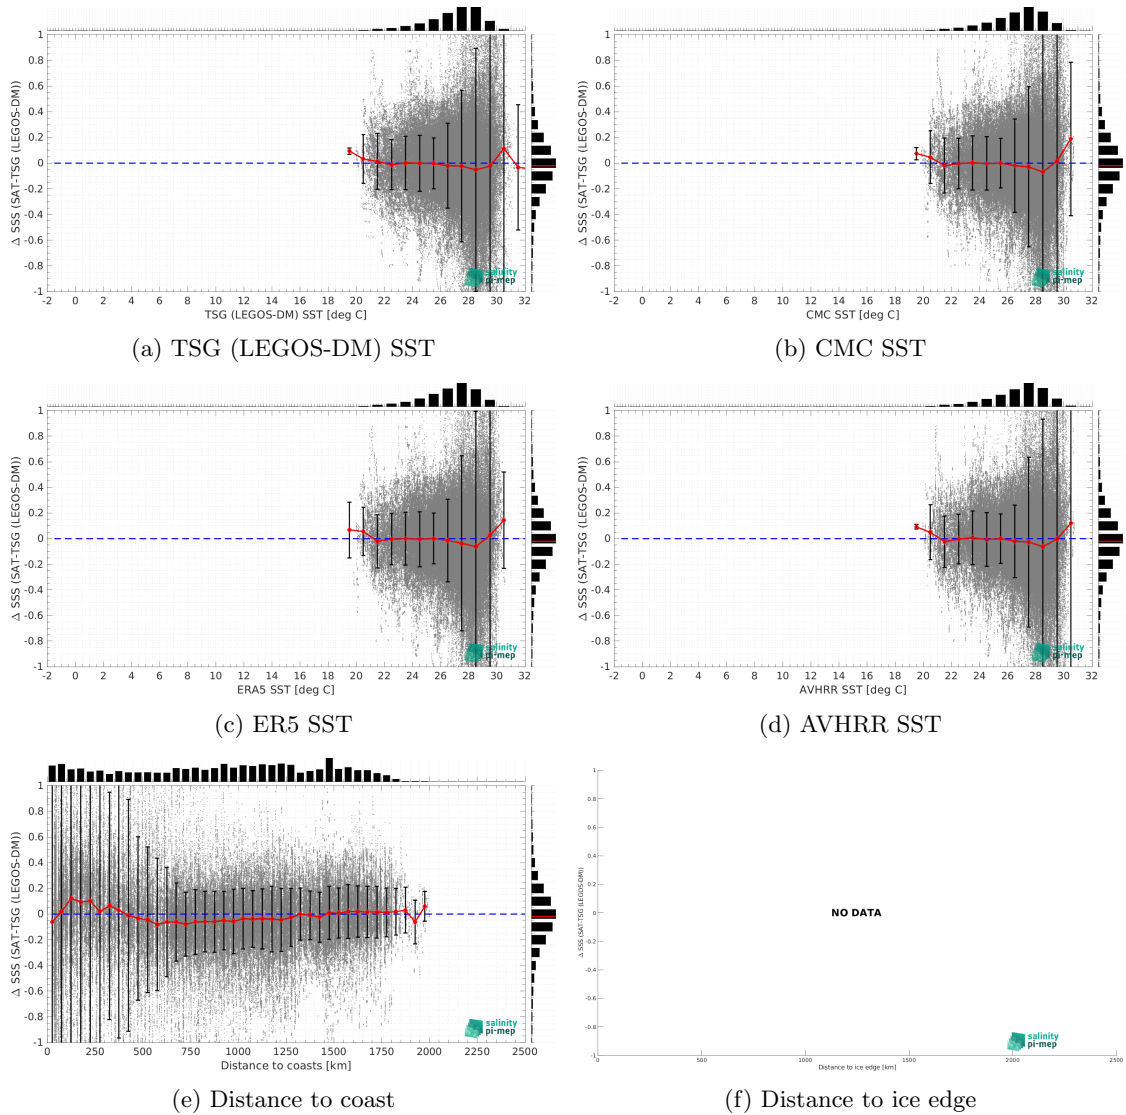 1
0.8
0.6
0.4
0.2
0
-0.2
-0.4
-0.6
-0.8
-1
Δ SSS (SAT-TSG (LEGOS-DM))
salinity
pi-mep
-2 0 2 4 6 8 10 12 14 16 18 20 22 24 26 28 30 32
TSG (LEGOS-DM) SST [deg C]
(a) TSG (LEGOS-DM) SST
1
0.8
0.6
0.4
0.2
0
-0.2
-0.4
-0.6
-0.8
-1
Δ SSS (SAT-TSG (LEGOS-DM))
salinity
pi-mep
-2 0 2 4 6 8 10 12 14 16 18 20 22 24 26 28 30 32
CMC SST [deg C]
(b) CMC SST
1
0.8
0.6
0.4
0.2
0
-0.2
-0.4
-0.6
-0.8
-1
Δ SSS (SAT-TSG (LEGOS-DM))
salinity
pi-mep
-2 0 2 4 6 8 10 12 14 16 18 20 22 24 26 28 30 32
ERA5 SST [deg C]
(c) ER5 SST
1
0.8
0.6
0.4
0.2
0
-0.2
-0.4
-0.6
-0.8
-1
Δ SSS (SAT-TSG (LEGOS-DM))
salinity
pi-mep
-2 0 2 4 6 8 10 12 14 16 18 20 22 24 26 28 30 32
AVHRR SST [deg C]
(d) AVHRR SST
1
0.8
0.6
0.4
0.2
0
-0.2
-0.4
-0.6
-0.8
-1
Δ SSS (SAT-TSG (LEGOS-DM))
salinity
pi-mep
0 250 500 750 1000 1250 1500 1750 2000 2250 2500
Distance to coasts [km]
(e) Distance to coast
1
0.8
0.6
0.4
0.2
0
-0.2
-0.4
-0.6
-0.8
-1
Δ SSS (SAT-TSG (LEGOS-DM))
NO DATA
salinity
pi-mep
0 500 1000 1500 2000 2500
Distance to ice edge [km]
(f) Distance to ice edge